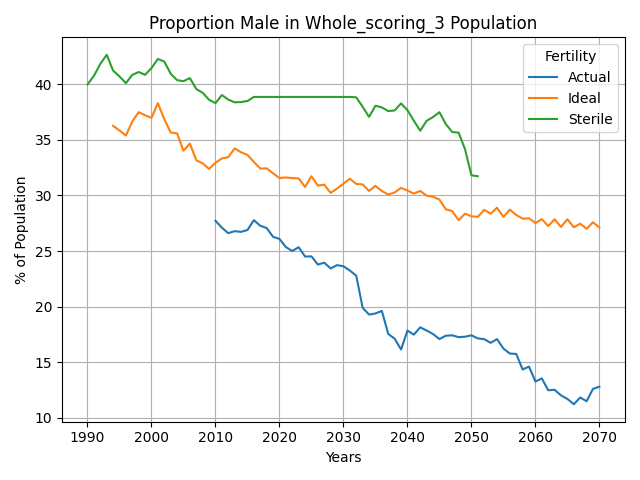 Proportion Male in Whole_scoring_3 Population
Fertility
Actual
Ideal
Sterile
% of Population
40
35
30
25
20
15
10
1990 2000 2010 2020 2030 2040 2050 2060 2070
Years